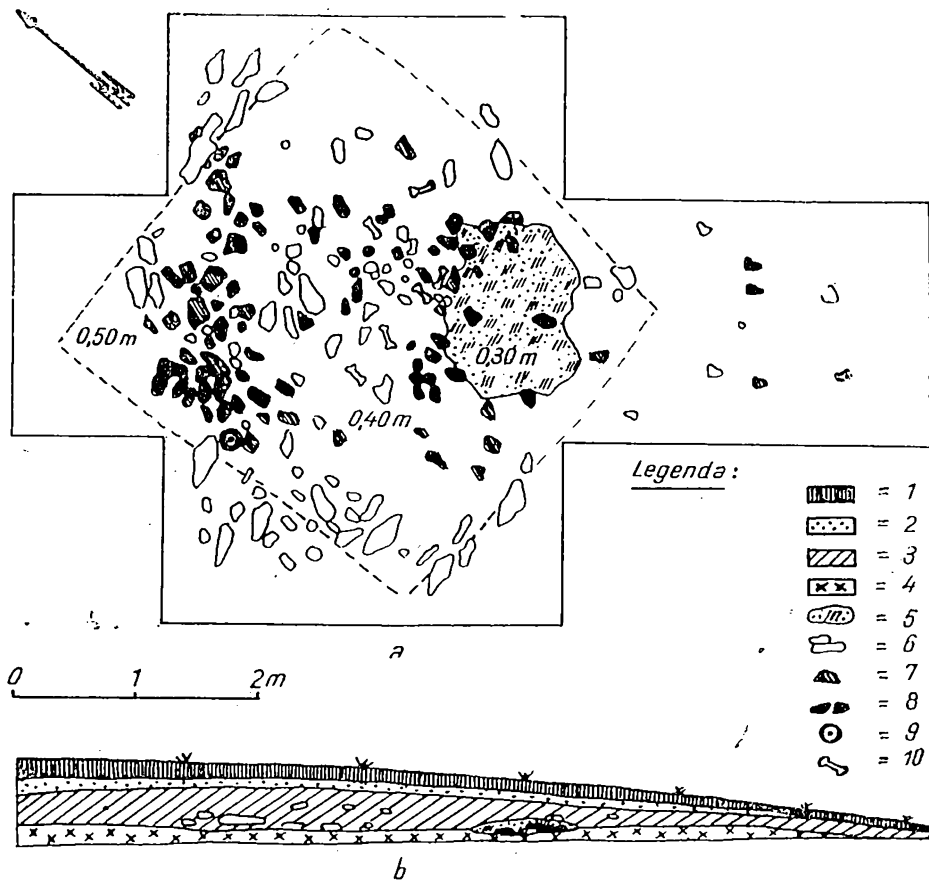 0,50 m
0,30 m
0,40 m
Legenda :
= 1
= 2
= 3
= 4
= 5
= 6
= 7
= 8
= 9
= 10
a
0 1 2m
b